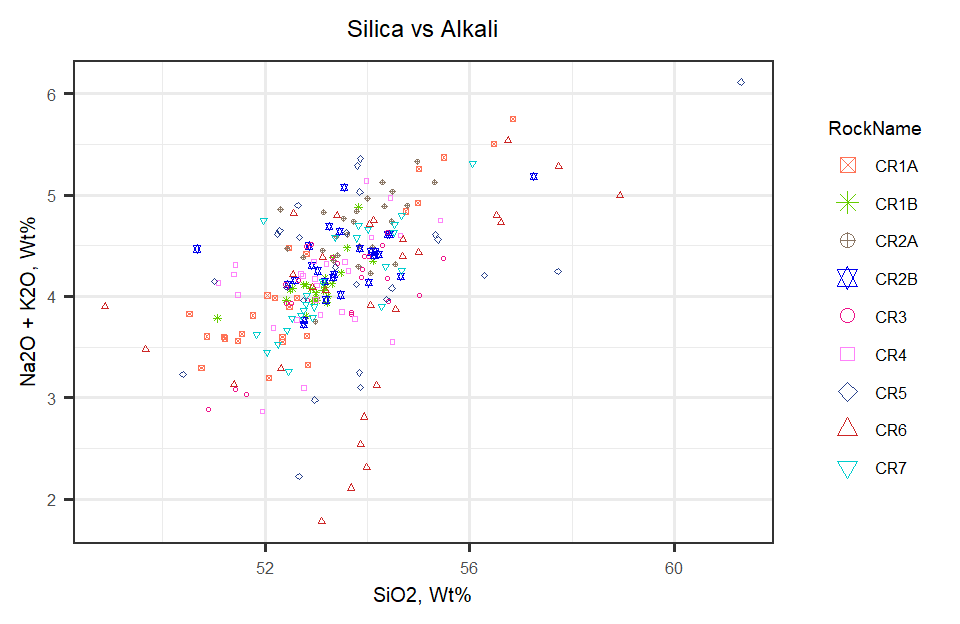 Silica vs Alkali
Na2O + K2O, Wt%
6
5
4
3
2
52
56
60
SiO2, Wt%
RockName
CR1A
CR1B
CR2A
CR2B
CR3
CR4
CR5
CR6
CR7